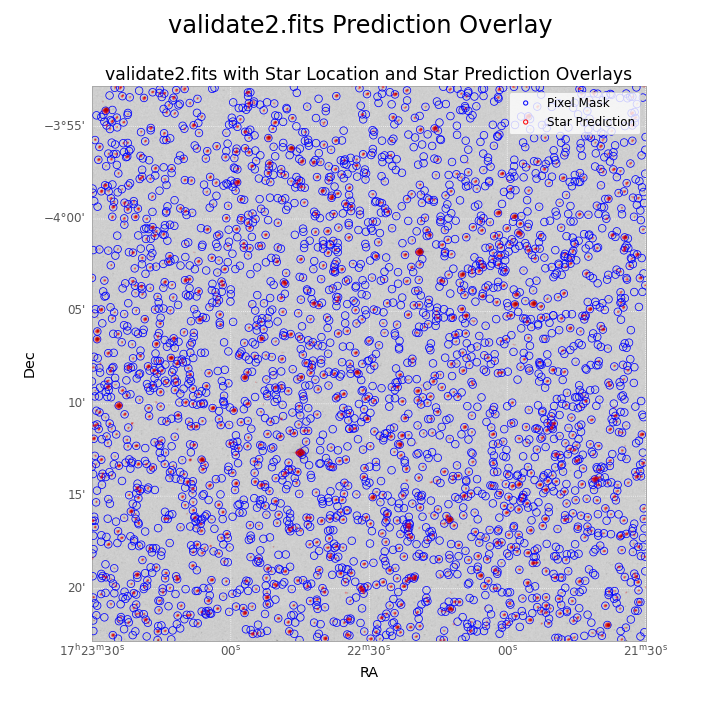 validate2.fits Prediction Overlay
validate2.fits with Star Location and Star Prediction Overlays
Pixel Mask
Star Prediction
−3°55'
−4°00'
05'
10'
15'
20'
Dec
17ʰ23ᵐ30ˢ 00ˢ 22ᵐ30ˢ 00ˢ 21ᵐ30ˢ
RA